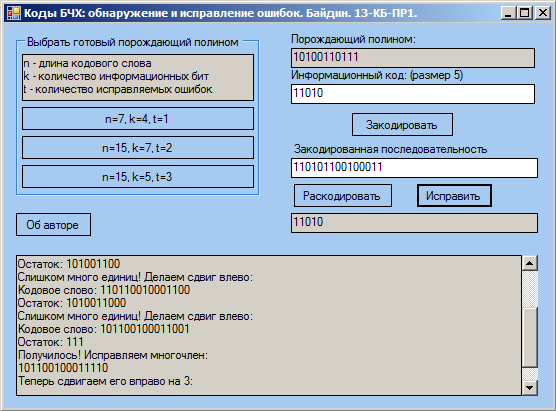 Коды БЧХ: обнаружение и исправление ошибок. Байдин. 13-КБ-ПР1.
Выбрать готовый порождающий полином
n - длина кодового слова
k - количество информационных бит
t - количество исправляемых ошибок
n=7, k=4, t=1
n=15, k=7, t=2
n=15, k=5, t=3
Об авторе
Порождающий полином:
10100110111
Информационный код: (размер 5)
11010
Закодировать
Закодированная последовательность
110101100100011
Раскодировать
Исправить
11010
Остаток: 101001100
Слишком много единиц! Делаем сдвиг влево:
Кодовое слово: 110110010001100
Остаток: 1010011000
Слишком много единиц! Делаем сдвиг влево:
Кодовое слово: 101100100011001
Остаток: 111
Получилось! Исправляем многочлен:
101100100011110
Теперь сдвигаем его вправо на 3: